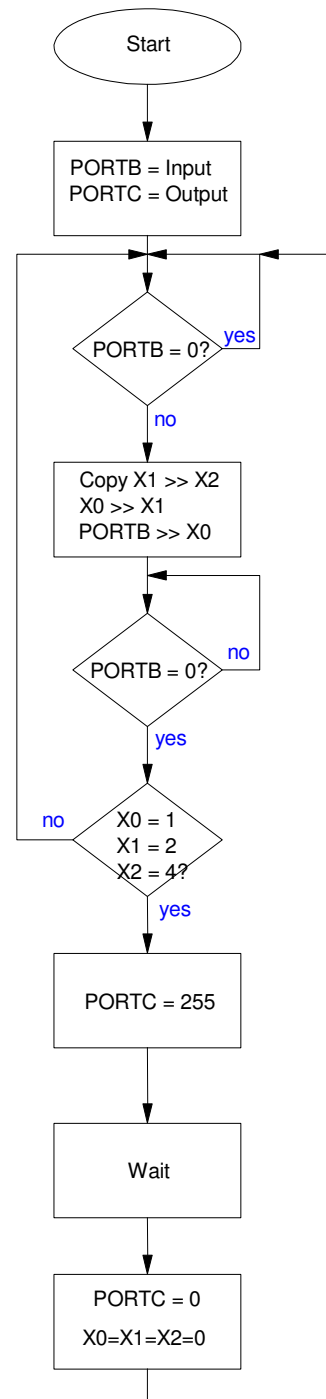 Start
PORTB = Input
PORTC = Output
PORTB = 0?
yes
no
Copy X1 >> X2
X0 >> X1
PORTB >> X0
PORTB = 0?
no
yes
no
X0 = 1
X1 = 2
X2 = 4?
yes
PORTC = 255
Wait
PORTC = 0
X0=X1=X2=0